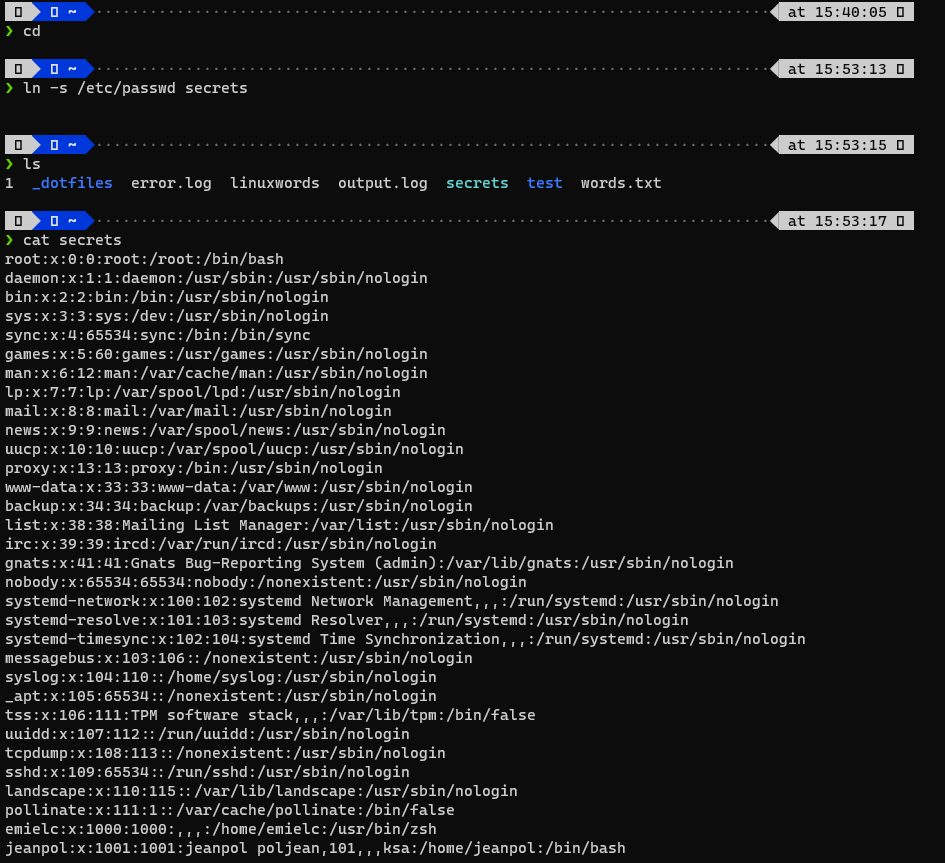 ~ at 15:40:05
❯ cd
~ at 15:53:13
❯ ln -s /etc/passwd secrets
~ at 15:53:15
❯ ls
1 _dotfiles error.log linuxwords output.log secrets test words.txt
~ at 15:53:17
❯ cat secrets
root:x:0:0:root:/root:/bin/bash
daemon:x:1:1:daemon:/usr/sbin:/usr/sbin/nologin
bin:x:2:2:bin:/bin:/usr/sbin/nologin
sys:x:3:3:sys:/dev:/usr/sbin/nologin
sync:x:4:65534:sync:/bin:/bin/sync
games:x:5:60:games:/usr/games:/usr/sbin/nologin
man:x:6:12:man:/var/cache/man:/usr/sbin/nologin
lp:x:7:7:lp:/var/spool/lpd:/usr/sbin/nologin
mail:x:8:8:mail:/var/mail:/usr/sbin/nologin
news:x:9:9:news:/var/spool/news:/usr/sbin/nologin
uucp:x:10:10:uucp:/var/spool/uucp:/usr/sbin/nologin
proxy:x:13:13:proxy:/bin:/usr/sbin/nologin
www-data:x:33:33:www-data:/var/www:/usr/sbin/nologin
backup:x:34:34:backup:/var/backups:/usr/sbin/nologin
list:x:38:38:Mailing List Manager:/var/list:/usr/sbin/nologin
irc:x:39:39:ircd:/var/run/ircd:/usr/sbin/nologin
gnats:x:41:41:Gnats Bug-Reporting System (admin):/var/lib/gnats:/usr/sbin/nologin
nobody:x:65534:65534:nobody:/nonexistent:/usr/sbin/nologin
systemd-network:x:100:102:systemd Network Management,,,:/run/systemd:/usr/sbin/nologin
systemd-resolve:x:101:103:systemd Resolver,,,:/run/systemd:/usr/sbin/nologin
systemd-timesync:x:102:104:systemd Time Synchronization,,,:/run/systemd:/usr/sbin/nologin
messagebus:x:103:106::/nonexistent:/usr/sbin/nologin
syslog:x:104:110::/home/syslog:/usr/sbin/nologin
_apt:x:105:65534::/nonexistent:/usr/sbin/nologin
tss:x:106:111:TPM software stack,,,:/var/lib/tpm:/bin/false
uuidd:x:107:112::/run/uuidd:/usr/sbin/nologin
tcpdump:x:108:113::/nonexistent:/usr/sbin/nologin
sshd:x:109:65534::/run/sshd:/usr/sbin/nologin
landscape:x:110:115::/var/lib/landscape:/usr/sbin/nologin
pollinate:x:111:1::/var/cache/pollinate:/bin/false
emielc:x:1000:1000:,,,:/home/emielc:/usr/bin/zsh
jeanpol:x:1001:1001:jeanpol poljean,101,,,ksa:/home/jeanpol:/bin/bash